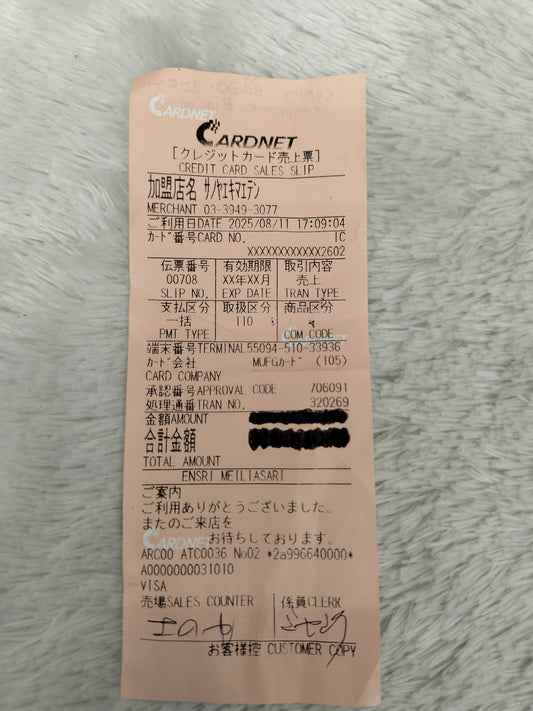 CARDNET
CARDNET
[クレジットカード売上票]
CREDIT CARD SALES SLIP
加盟店名 サノヤエキマエテン
MERCHANT 03-3949-3077
ご利用日DATE 2025/08/11 17:09:04
カード番号CARD NO. IC
XXXXXXXXXXXX2602
伝票番号 有効期限 取引内容
00708 XX年XX月 売上
SLIP NO. EXP DATE TRAN TYPE
支払区分 取扱区分 商品区分
一括 110
PMT TYPE COM.CODE
端末番号TERMINAL55094-510-33936
カード会社 MUFGカード (105)
CARD COMPANY
承認番号APPROVAL CODE 706091
処理通番TRAN NO. 320269
金額AMOUNT
合計金額
TOTAL AMOUNT
ENSRI MEILIASARI
ご案内
ご利用ありがとうございました。
またのご来店を
お待ちしております。
CARDNET
ARC00 ATC0036 No02 *2a996640000*
A0000000031010
VISA
売場SALES COUNTER 係員CLERK
お客様控 CUSTOMER COPY